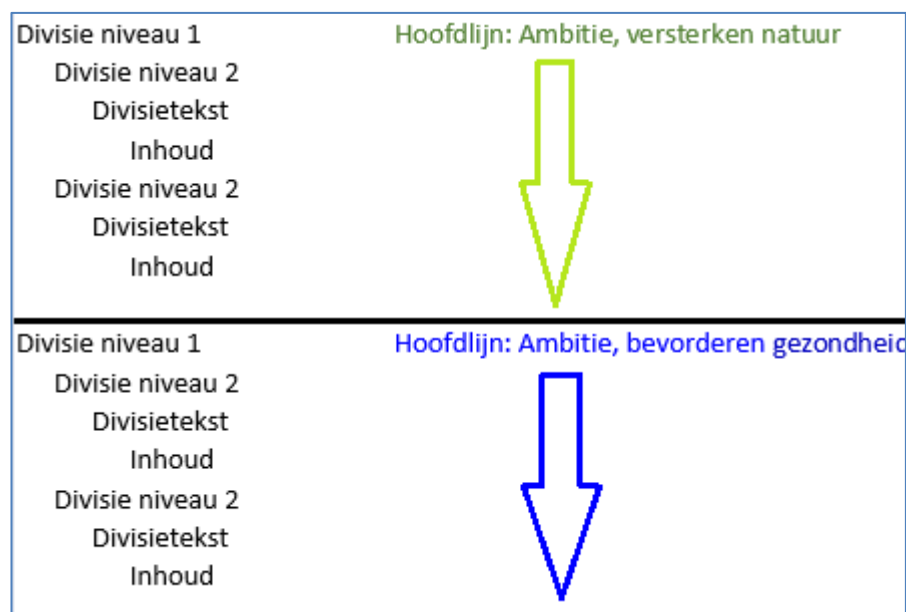 Divisie niveau 1 Hoofdlijn: Ambitie, versterken natuur
Divisie niveau 2
Divisietekst
Inhoud
Divisie niveau 2
Divisietekst
Inhoud
Divisie niveau 1 Hoofdlijn: Ambitie, bevorderen gezondheid
Divisie niveau 2
Divisietekst
Inhoud
Divisie niveau 2
Divisietekst
Inhoud